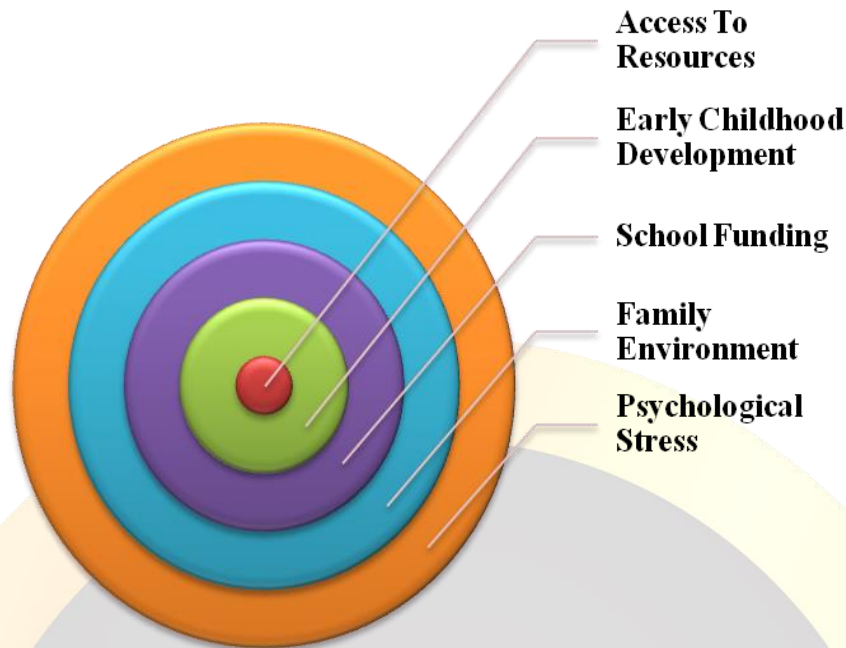 Access To
Resources
Early Childhood
Development
School Funding
Family
Environment
Psychological
Stress